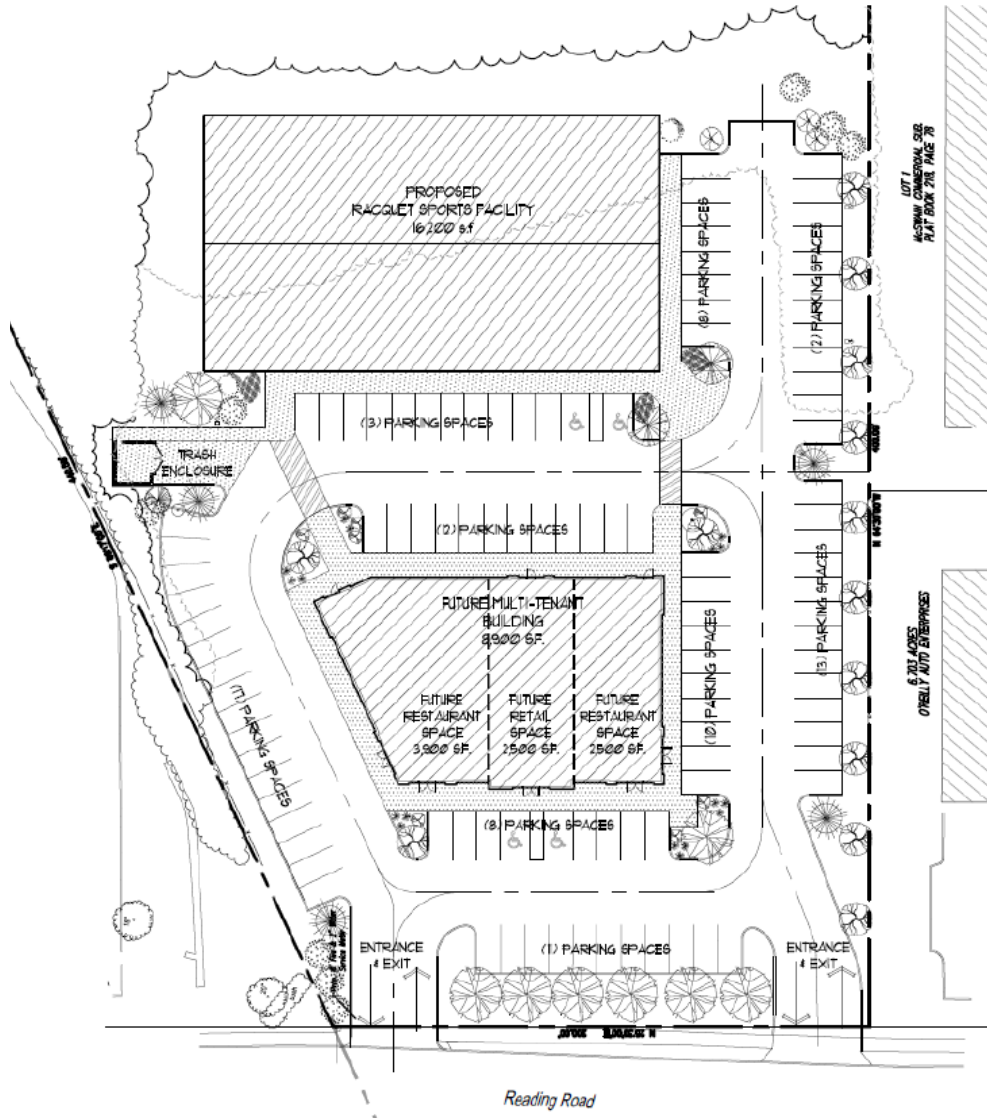 PROPOSED
RACQUET SPORTS FACILITY
16,200 s.f
LOT 1
McSWAIN COMMERCIAL SUB.
PLAT BOOK 218, PAGE 78
(8) PARKING SPACES
(12) PARKING SPACES
(13) PARKING SPACES
TRASH
ENCLOSURE
(12) PARKING SPACES
FUTURE MULTI-TENANT
BUILDING
8,900 S.F.
FUTURE
RESTAURANT
SPACE
3,900 SF.
FUTURE
RETAIL
SPACE
2,500 SF.
FUTURE
RESTAURANT
SPACE
2,500 SF.
(10) PARKING SPACES
(13) PARKING SPACES
6.703 ACRES
O'REILLY AUTO ENTERPRISES
(17) PARKING SPACES
(8) PARKING SPACES
(11) PARKING SPACES
ENTRANCE
& EXIT
ENTRANCE
& EXIT
Reading Road